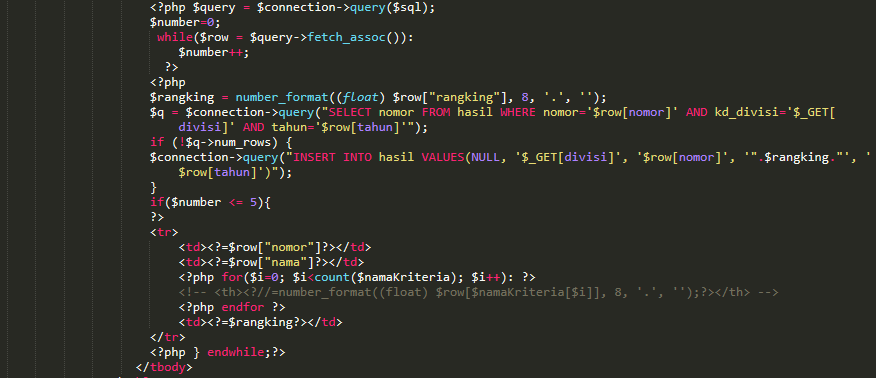 <?php $query = $connection->query($sql);
$number=0;
while($row = $query->fetch_assoc()):
$number++;
?>
<?php
$rangking = number_format((float) $row["rangking"], 8, '.', '');
$q = $connection->query("SELECT nomor FROM hasil WHERE nomor='$row[nomor]' AND kd_divisi='$_GET[
divisi]' AND tahun='$row[tahun]'");
if (!$q->num_rows) {
$connection->query("INSERT INTO hasil VALUES(NULL, '$_GET[divisi]', '$row[nomor]', '".$rangking."', '
$row[tahun]')");
}
if($number <= 5){
?>
<tr>
<td><?=$row["nomor"]?></td>
<td><?=$row["nama"]?></td>
<?php for($i=0; $i<count($namaKriteria); $i++): ?>
<!-- <th><?//=number_format((float) $row[$namaKriteria[$i]], 8, '.', '');?></th> -->
<?php endfor ?>
<td><?=$rangking?></td>
</tr>
<?php } endwhile;?>
</tbody>